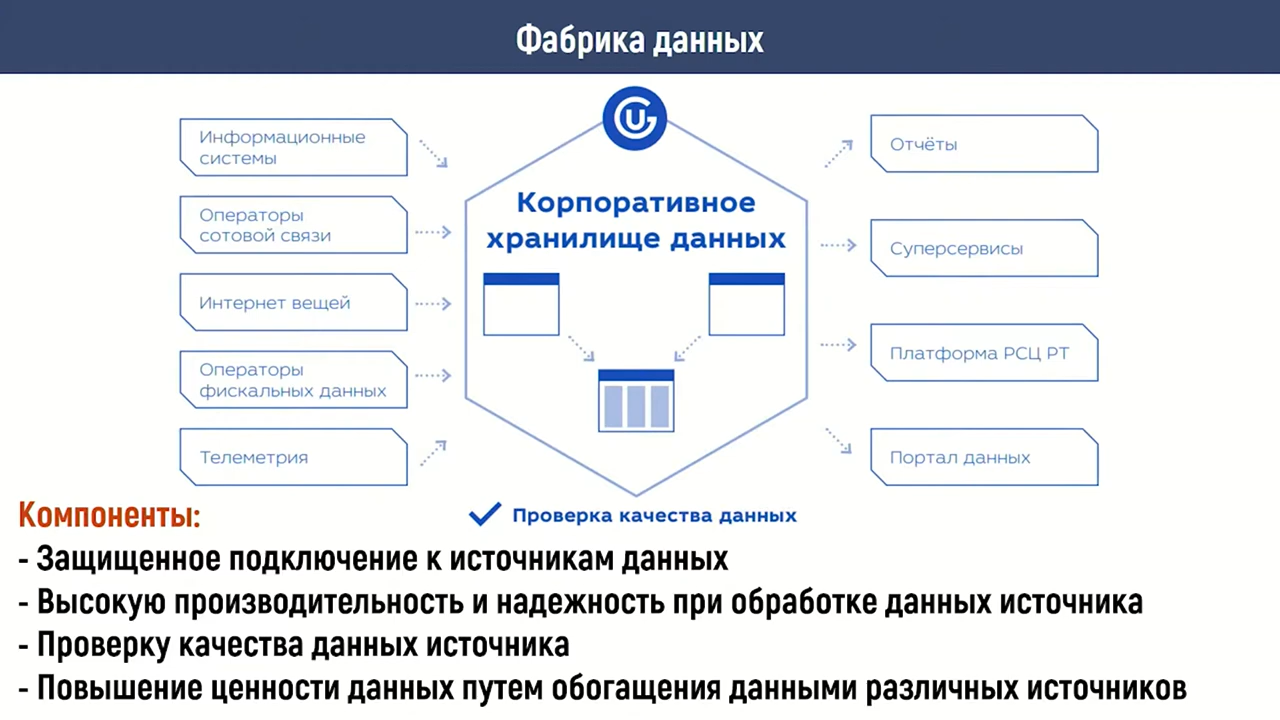 Фабрика данных
Информационные
системы
Операторы
сотовой связи
Интернет вещей
Операторы
фискальных данных
Телеметрия
GU
Корпоративное
хранилище данных
Проверка качества данных
Отчёты
Суперсервисы
Платформа РСЦ РТ
Портал данных
Компоненты:
- Защищенное подключение к источникам данных
- Высокую производительность и надежность при обработке данных источника
- Проверку качества данных источника
- Повышение ценности данных путем обогащения данными различных источников